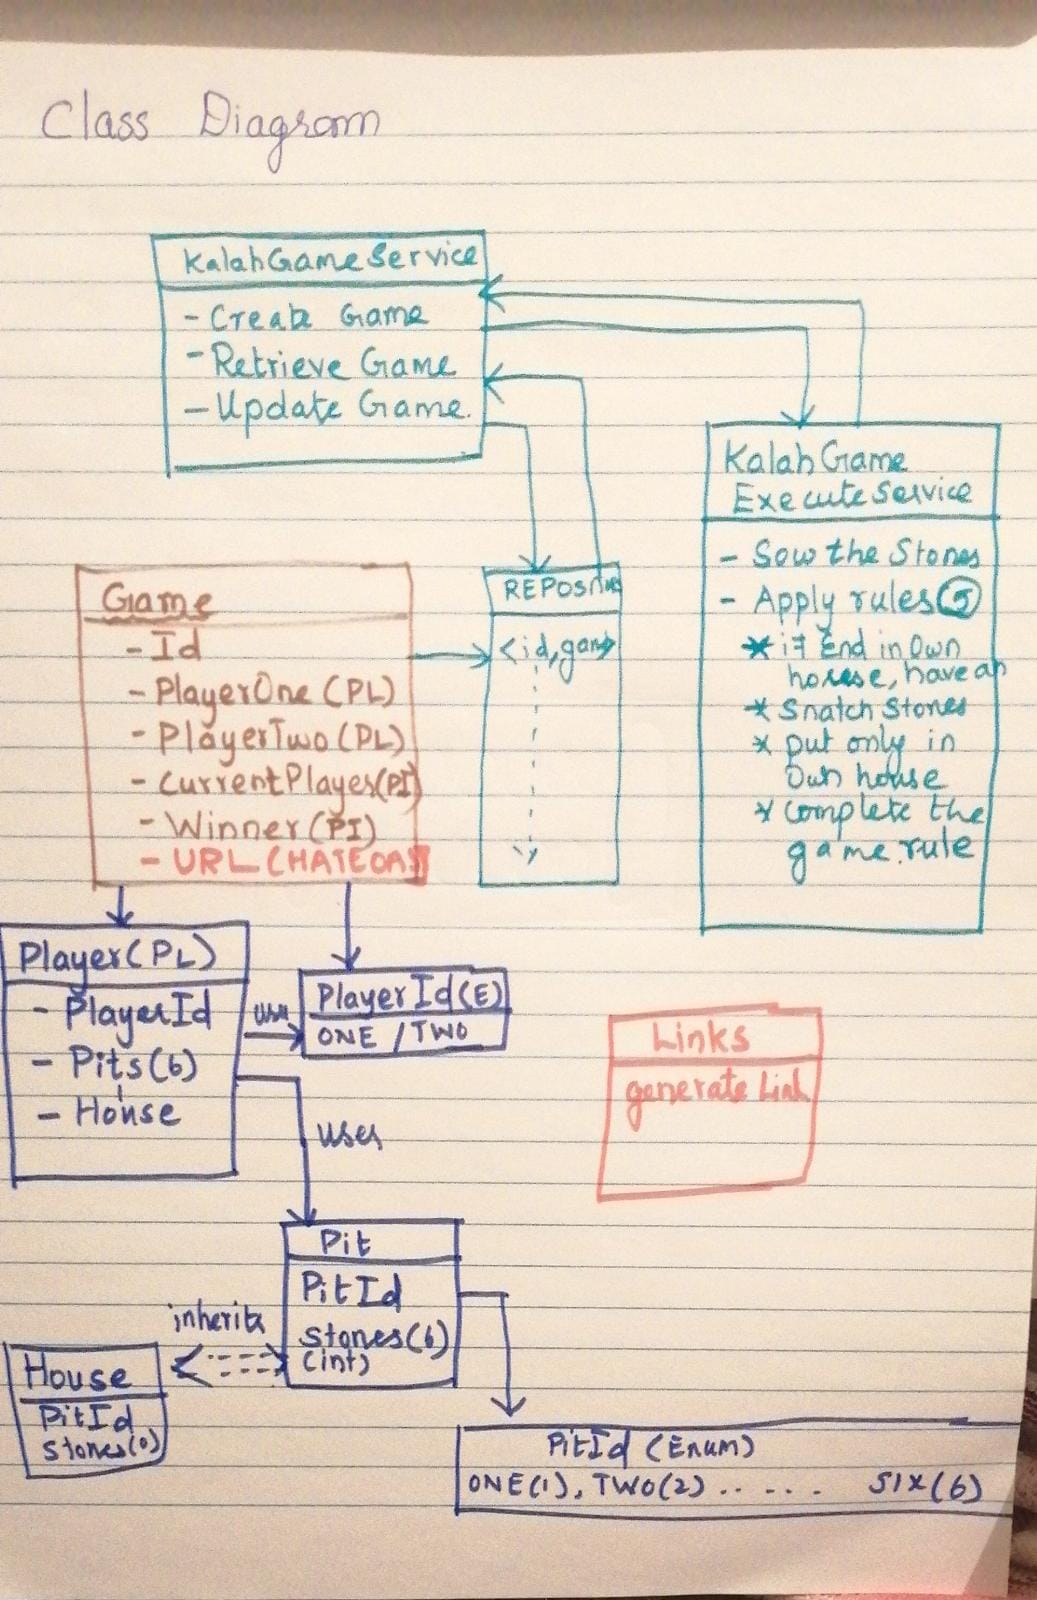 Class Diagram
KalahGameService
- Create Game
- Retrieve Game
- Update Game.
KalahGame
ExecuteService
- Sow the Stones
- Apply rules
* if End in Own
house, have an
* Snatch Stones
* put only in
Own house
* Complete the
game rule
Game
- Id
- PlayerOne (PL)
- PlayerTwo (PL)
- CurrentPlayer(PI)
- Winner (PI)
- URL (HATEOAS)
<id, game>
Player(PL)
- PlayerId
- Pits(6)
- House
use
PlayerId(E)
ONE / TWO
uses
Links
generate Link
Pit
PitId
Stones(6)
(int)
inherits
House
PitId
Stones(0)
PitId (Enum)
ONE(1), TWO(2) . . . . . . SIX(6)